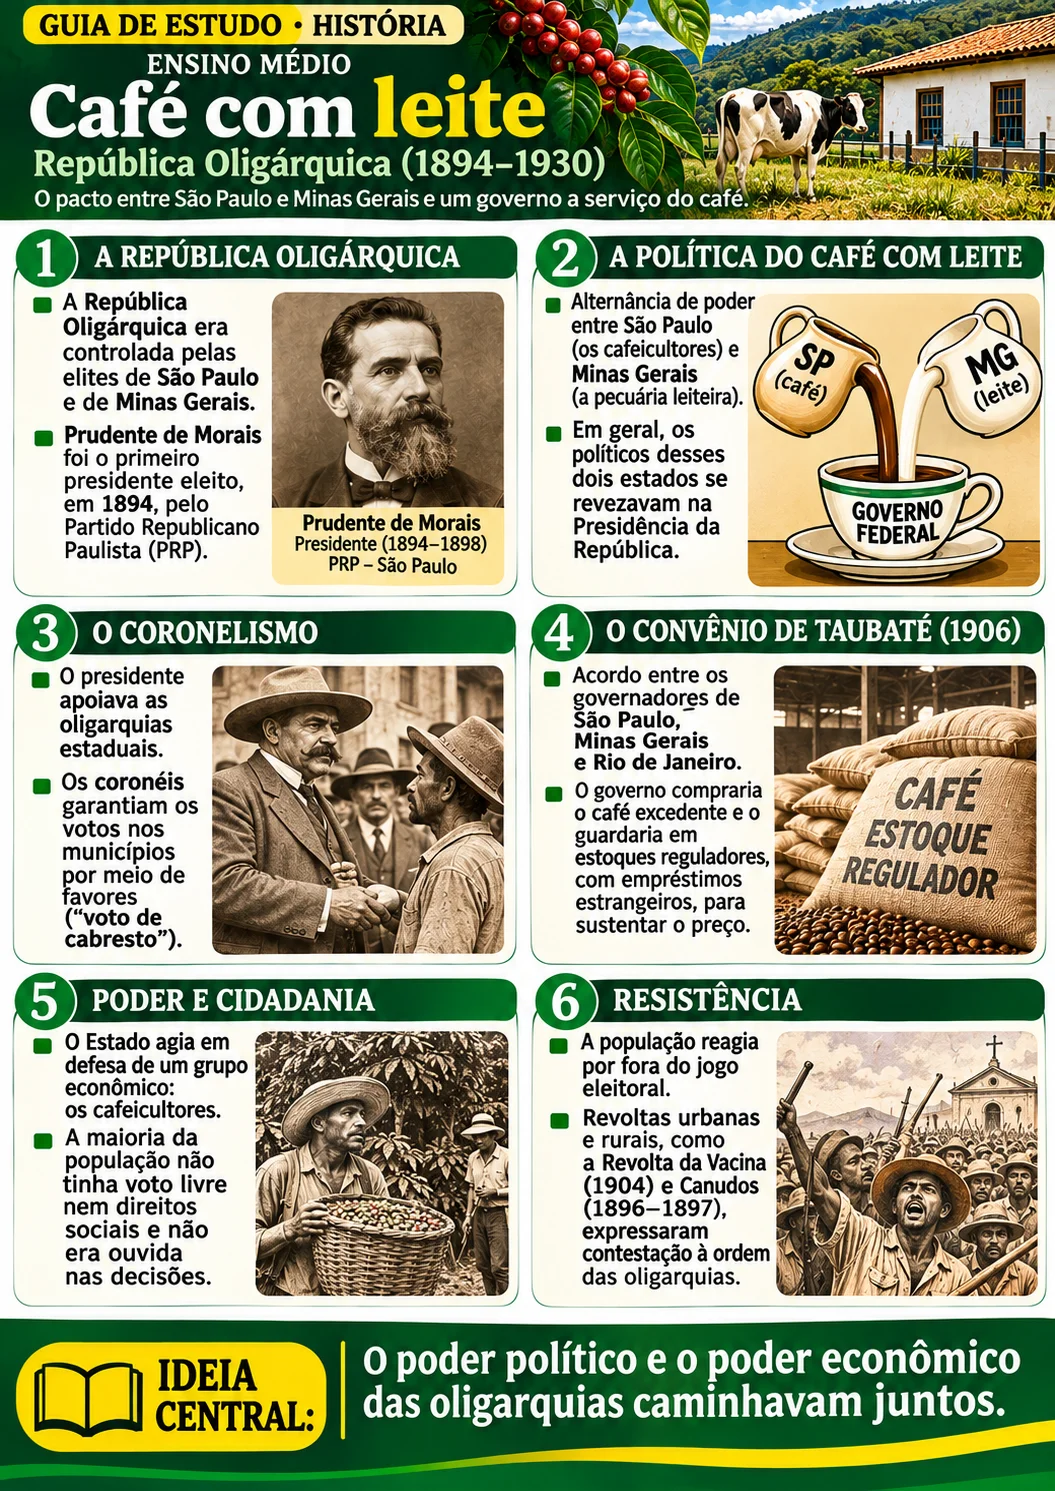 GUIA DE ESTUDO • HISTÓRIA
ENSINO MÉDIO
Café com leite
República Oligárquica (1894–1930)
O pacto entre São Paulo e Minas Gerais e um governo a serviço do café.
1 A REPÚBLICA OLIGÁRQUICA
A República
Oligárquica era
controlada pelas
elites de São Paulo
e de Minas Gerais.
Prudente de Morais
foi o primeiro
presidente eleito,
em 1894, pelo
Partido Republicano
Paulista (PRP).
Prudente de Morais
Presidente (1894–1898)
PRP – São Paulo
2 A POLÍTICA DO CAFÉ COM LEITE
Alternância de poder
entre São Paulo
(os cafeicultores) e
Minas Gerais
(a pecuária leiteira).
Em geral, os
políticos desses
dois estados se
revezavam na
Presidência da
República.
SP
(café)
MG
(leite)
GOVERNO
FEDERAL
3 O CORONELISMO
O presidente
apoiava as
oligarquias
estaduais.
Os coronéis
garantiam os
votos nos
municípios
por meio de
favores
(“voto de
cabresto”).
4 O CONVÊNIO DE TAUBATÉ (1906)
Acordo entre os
governadores de
São Paulo,
Minas Gerais
e Rio de Janeiro.
O governo compraria
o café excedente e o
guardaria em
estoques reguladores,
com empréstimos
estrangeiros, para
sustentar o preço.
CAFÉ
ESTOQUE
REGULADOR
5 PODER E CIDADANIA
O Estado agia em
defesa de um grupo
econômico:
os cafeicultores.
A maioria da
população não
tinha voto livre
nem direitos
sociais e não
era ouvida
nas decisões.
6 RESISTÊNCIA
A população reagia
por fora do jogo
eleitoral.
Revoltas urbanas
e rurais, como
a Revolta da Vacina
(1904) e Canudos
(1896–1897),
expressaram
contestação à ordem
das oligarquias.
IDEIA
CENTRAL:
O poder político e o poder econômico
das oligarquias caminhavam juntos.